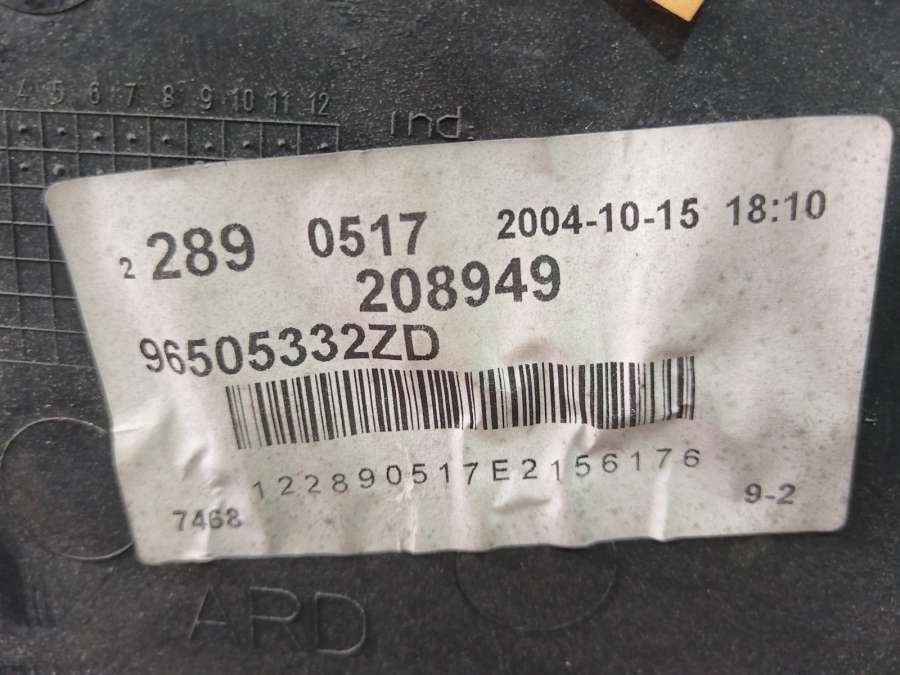 4 5 6 7 8 9 10 11 12
Ind:
2 289 0517 2004-10-15 18:10
208949
96505332ZD
122890517E2156176
7468 9-2
ARD